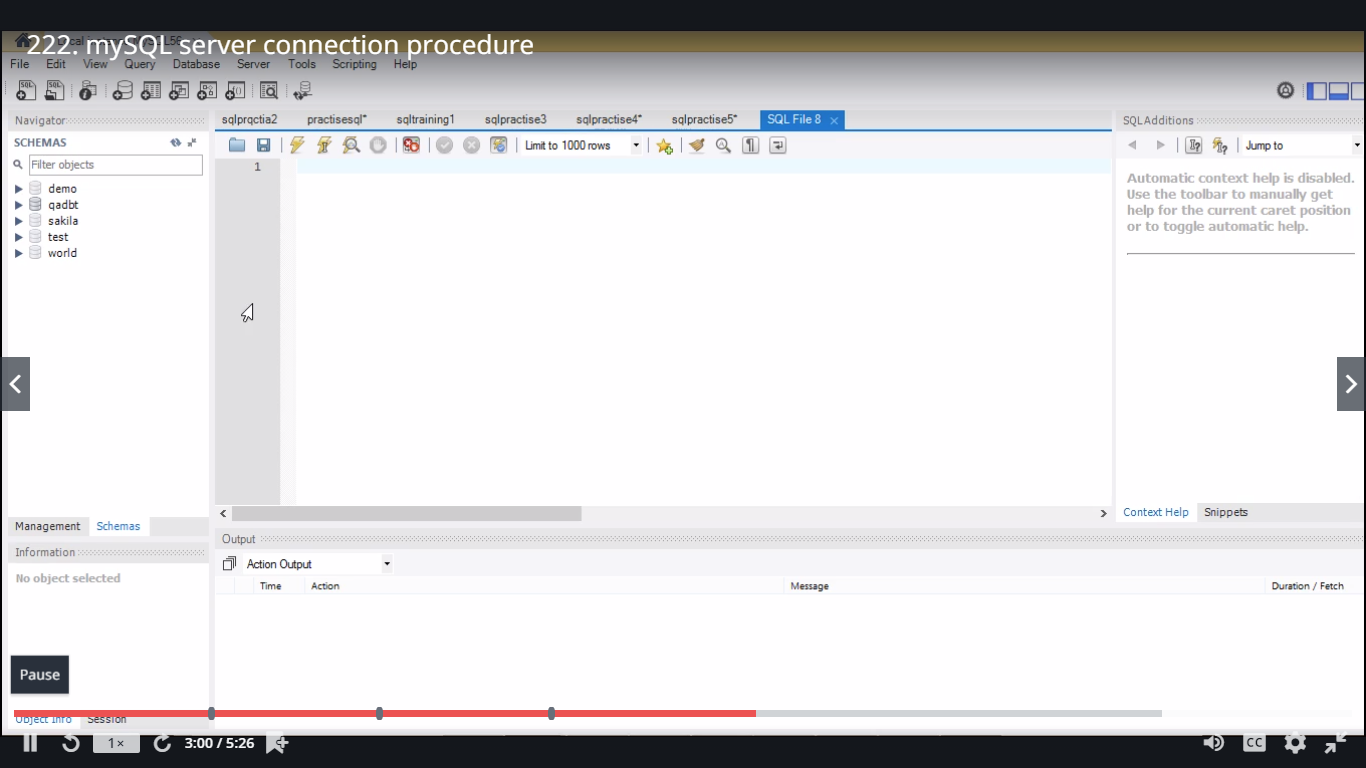 222. mySQL server connection procedure
File Edit View Query Database Server Tools Scripting Help
Navigator
SCHEMAS
Filter objects
demo
qadbt
sakila
test
world
Management Schemas
Information
No object selected
Object Info Session
sqlprqctia2 practisesql* sqltraining1 sqlpractise3 sqlpractise4* sqlpractise5* SQL File 8
Limit to 1000 rows
1
SQLAdditions
Jump to
Automatic context help is disabled.
Use the toolbar to manually get
help for the current caret position
or to toggle automatic help.
Context Help Snippets
Output
Action Output
Time Action Message Duration / Fetch
Pause
1× 3:00 / 5:26 CC